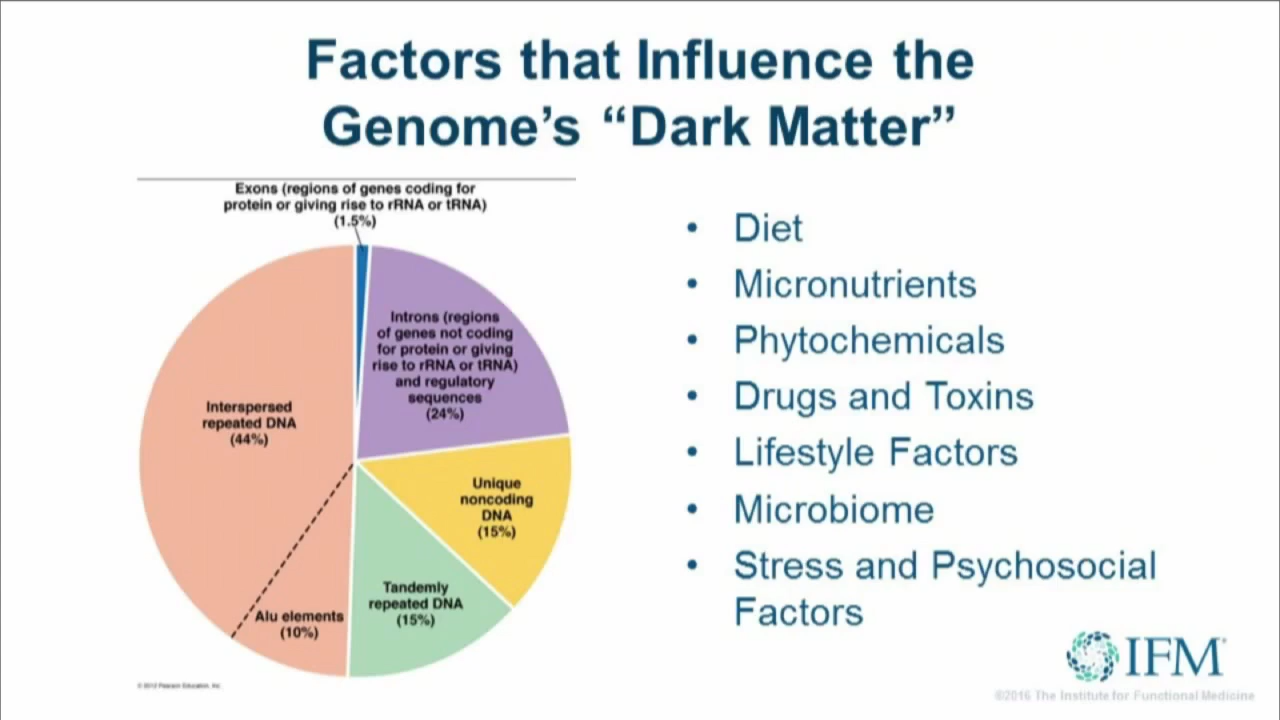 Factors that Influence the
Genome's “Dark Matter”
Exons (regions of genes coding for
protein or giving rise to rRNA or tRNA)
(1.5%)
Introns (regions
of genes not coding
for protein or giving
rise to rRNA or tRNA)
and regulatory
sequences
(24%)
Interspersed
repeated DNA
(44%)
Unique
noncoding
DNA
(15%)
Tandemly
repeated DNA
(15%)
Alu elements
(10%)
© 2012 Pearson Education, Inc.
• Diet
• Micronutrients
• Phytochemicals
• Drugs and Toxins
• Lifestyle Factors
• Microbiome
• Stress and Psychosocial
Factors
IFM
©2016 The Institute for Functional Medicine